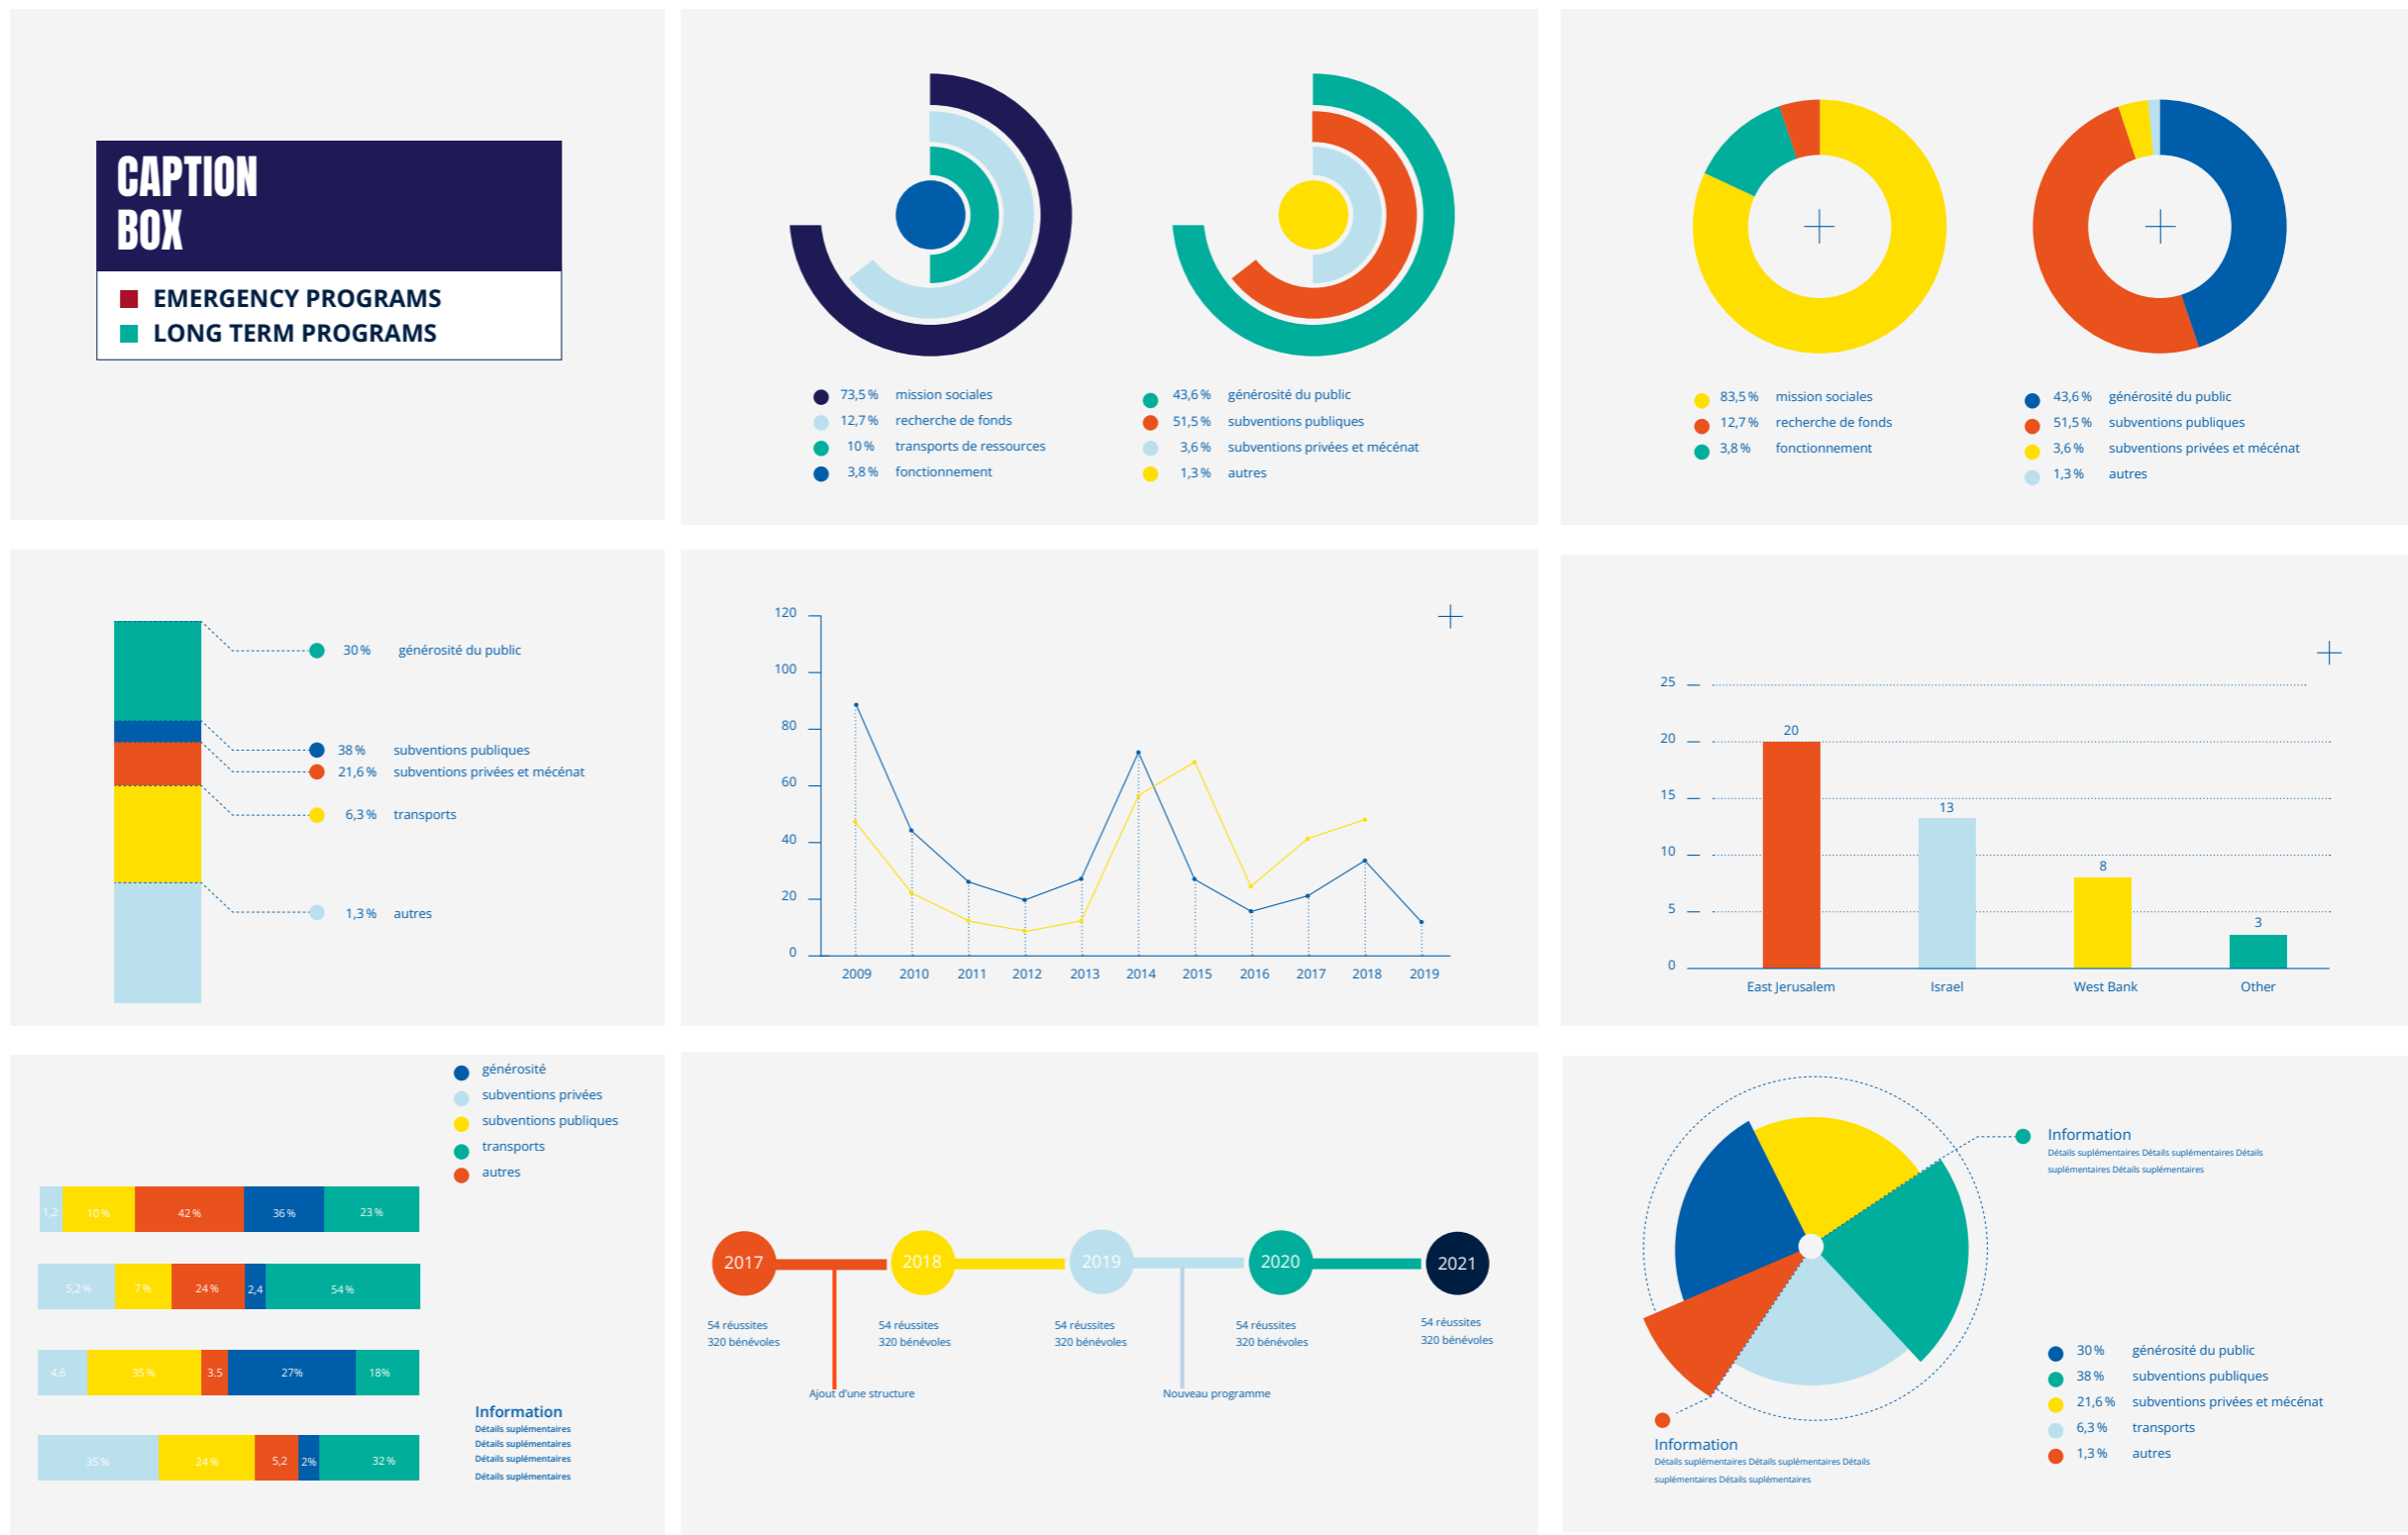 CAPTION
BOX
EMERGENCY PROGRAMS
LONG TERM PROGRAMS
73,5 % mission sociales
12,7 % recherche de fonds
10 % transports de ressources
3,8 % fonctionnement
43,6 % générosité du public
51,5 % subventions publiques
3,6 % subventions privées et mécénat
1,3 % autres
83,5 % mission sociales
12,7 % recherche de fonds
3,8 % fonctionnement
43,6 % générosité du public
51,5 % subventions publiques
3,6 % subventions privées et mécénat
1,3 % autres
30 % générosité du public
38 % subventions publiques
21,6 % subventions privées et mécénat
6,3 % transports
1,3 % autres
120
100
80
60
40
20
0
2009 2010 2011 2012 2013 2014 2015 2016 2017 2018 2019
25
20
15
10
5
0
20
13
8
3
East Jerusalem Israel West Bank Other
générosité
subventions privées
subventions publiques
transports
autres
1,2 10 % 42 % 36 % 23 %
5,2 % 7 % 24 % 2,4 54 %
4.6 35 % 3.5 27% 18%
35 % 24 % 5,2 2% 32 %
Information
Détails suplémentaires
Détails suplémentaires
Détails suplémentaires
Détails suplémentaires
2017 2018 2019 2020 2021
54 réussites
320 bénévoles
54 réussites
320 bénévoles
54 réussites
320 bénévoles
54 réussites
320 bénévoles
54 réussites
320 bénévoles
Ajout d'une structure
Nouveau programme
Information
Détails suplémentaires Détails suplémentaires Détails
suplémentaires Détails suplémentaires
30 % générosité du public
38 % subventions publiques
21,6 % subventions privées et mécénat
6,3 % transports
1,3 % autres
Information
Détails suplémentaires Détails suplémentaires Détails
suplémentaires Détails suplémentaires